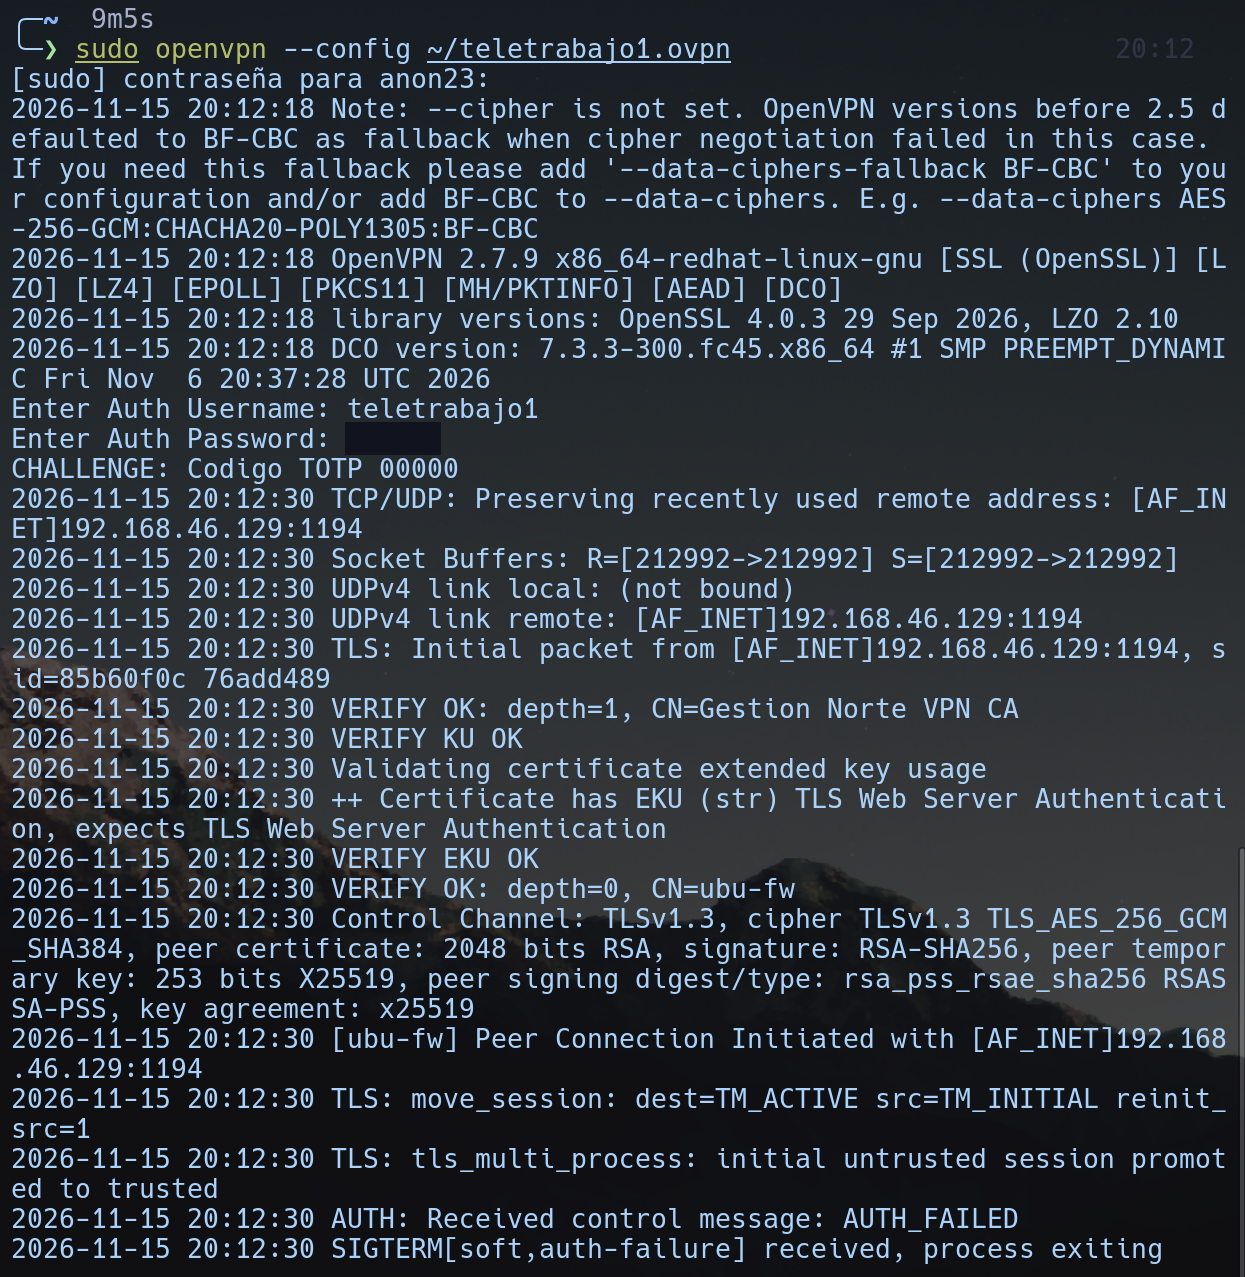 ~  9m5s
❯ sudo openvpn --config ~/teletrabajo1.ovpn 20:12
[sudo] contraseña para anon23:
2026-11-15 20:12:18 Note: --cipher is not set. OpenVPN versions before 2.5 d
efaulted to BF-CBC as fallback when cipher negotiation failed in this case.
If you need this fallback please add '--data-ciphers-fallback BF-CBC' to you
r configuration and/or add BF-CBC to --data-ciphers. E.g. --data-ciphers AES
-256-GCM:CHACHA20-POLY1305:BF-CBC
2026-11-15 20:12:18 OpenVPN 2.7.9 x86_64-redhat-linux-gnu [SSL (OpenSSL)] [L
ZO] [LZ4] [EPOLL] [PKCS11] [MH/PKTINFO] [AEAD] [DCO]
2026-11-15 20:12:18 library versions: OpenSSL 4.0.3 29 Sep 2026, LZO 2.10
2026-11-15 20:12:18 DCO version: 7.3.3-300.fc45.x86_64 #1 SMP PREEMPT_DYNAMI
C Fri Nov  6 20:37:28 UTC 2026
Enter Auth Username: teletrabajo1
Enter Auth Password:
CHALLENGE: Codigo TOTP 00000
2026-11-15 20:12:30 TCP/UDP: Preserving recently used remote address: [AF_IN
ET]192.168.46.129:1194
2026-11-15 20:12:30 Socket Buffers: R=[212992->212992] S=[212992->212992]
2026-11-15 20:12:30 UDPv4 link local: (not bound)
2026-11-15 20:12:30 UDPv4 link remote: [AF_INET]192.168.46.129:1194
2026-11-15 20:12:30 TLS: Initial packet from [AF_INET]192.168.46.129:1194, s
id=85b60f0c 76add489
2026-11-15 20:12:30 VERIFY OK: depth=1, CN=Gestion Norte VPN CA
2026-11-15 20:12:30 VERIFY KU OK
2026-11-15 20:12:30 Validating certificate extended key usage
2026-11-15 20:12:30 ++ Certificate has EKU (str) TLS Web Server Authenticati
on, expects TLS Web Server Authentication
2026-11-15 20:12:30 VERIFY EKU OK
2026-11-15 20:12:30 VERIFY OK: depth=0, CN=ubu-fw
2026-11-15 20:12:30 Control Channel: TLSv1.3, cipher TLSv1.3 TLS_AES_256_GCM
_SHA384, peer certificate: 2048 bits RSA, signature: RSA-SHA256, peer tempor
ary key: 253 bits X25519, peer signing digest/type: rsa_pss_rsae_sha256 RSAS
SA-PSS, key agreement: x25519
2026-11-15 20:12:30 [ubu-fw] Peer Connection Initiated with [AF_INET]192.168
.46.129:1194
2026-11-15 20:12:30 TLS: move_session: dest=TM_ACTIVE src=TM_INITIAL reinit_
src=1
2026-11-15 20:12:30 TLS: tls_multi_process: initial untrusted session promot
ed to trusted
2026-11-15 20:12:30 AUTH: Received control message: AUTH_FAILED
2026-11-15 20:12:30 SIGTERM[soft,auth-failure] received, process exiting